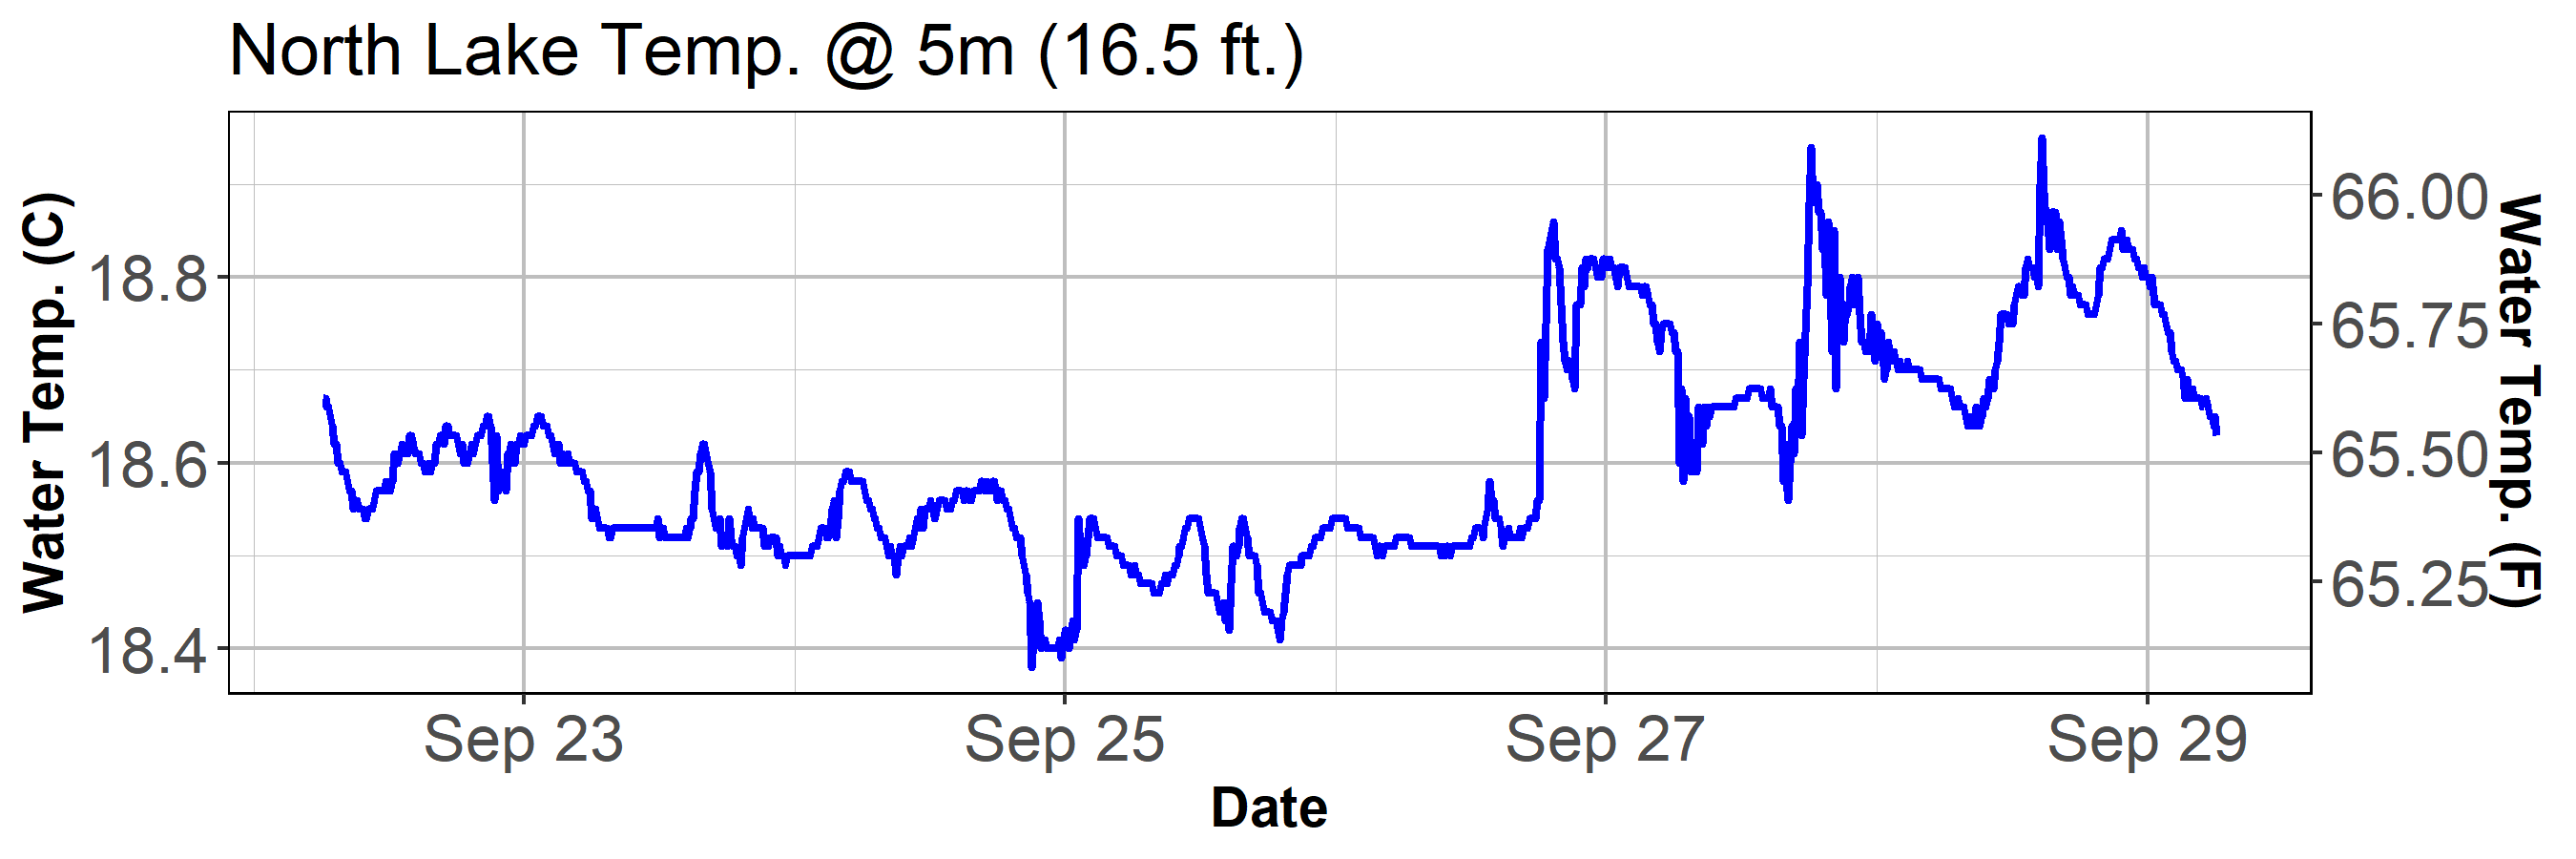 North Lake Temp. @ 5m (16.5 ft.)
Water Temp. (C)
18.8
18.6
18.4
66.00
65.75
65.50
65.25
Water Temp. (F)
Sep 23 Sep 25 Sep 27 Sep 29
Date